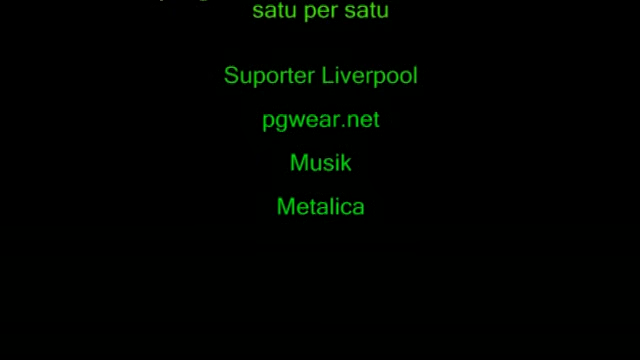 satu per satu
Suporter Liverpool
pgwear.net
Musik
Metalica